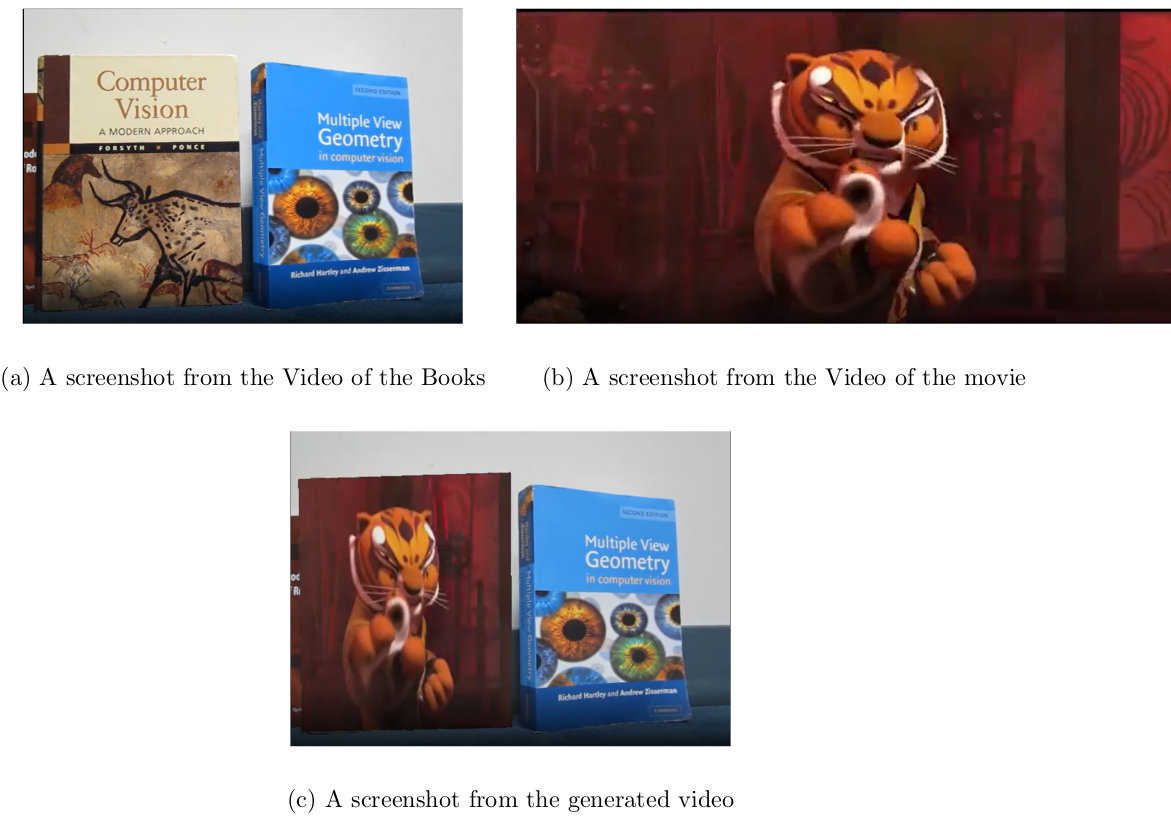 Computer
Vision
A MODERN APPROACH
FORSYTH ▪ PONCE
SECOND EDITION
Multiple View
Geometry
in computer vision
Multiple View Geometry
Richard Hartley and Andrew Zisserman
CAMBRIDGE
(a) A screenshot from the Video of the Books
(b) A screenshot from the Video of the movie
SECOND EDITION
Multiple View
Geometry
in computer vision
Multiple View Geometry
Richard Hartley and Andrew Zisserman
CAMBRIDGE
(c) A screenshot from the generated video